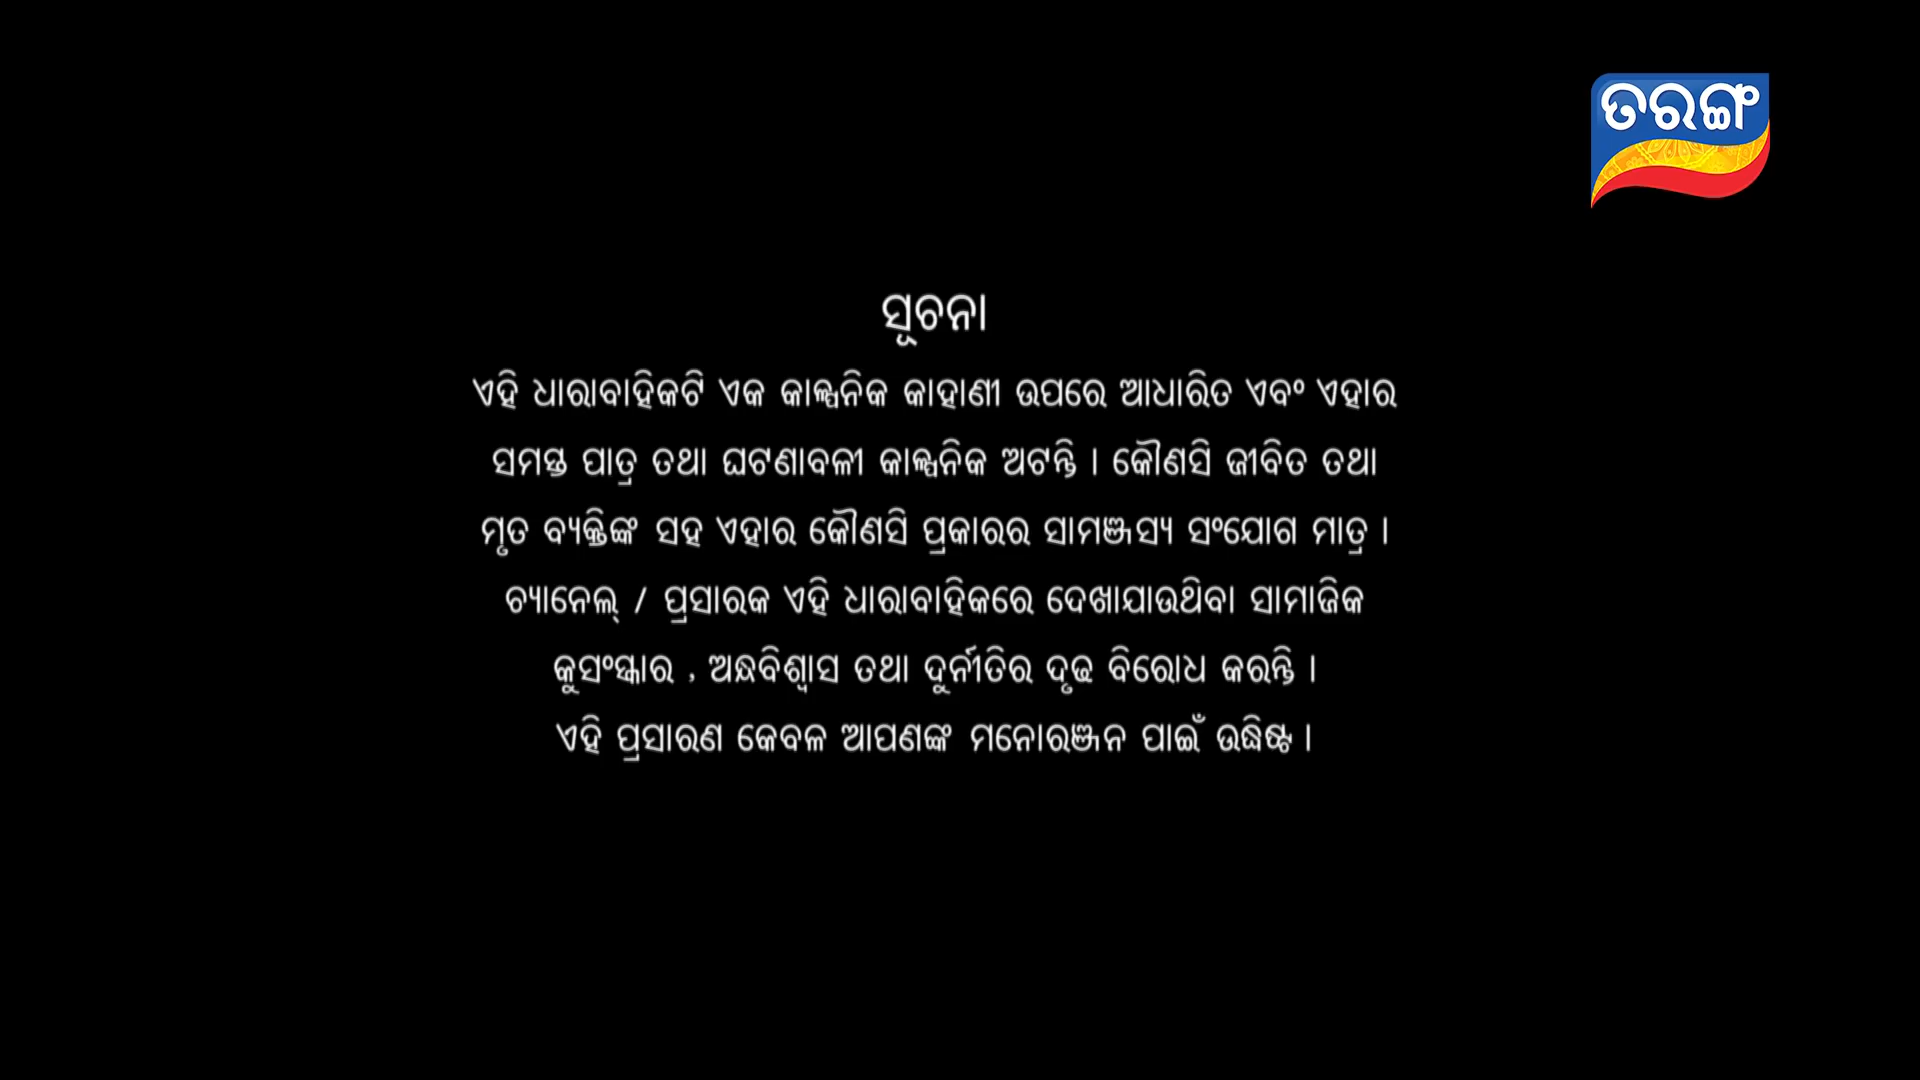 ତରଙ୍ଗ
ସୂଚନା
ଏହି ଧାରାବାହିକଟି ଏକ କାଳ୍ପନିକ କାହାଣୀ ଉପରେ ଆଧାରିତ ଏବଂ ଏହାର
ସମସ୍ତ ପାତ୍ର ତଥା ଘଟଣାବଳୀ କାଳ୍ପନିକ ଅଟନ୍ତି । କୌଣସି ଜୀବିତ ତଥା
ମୃତ ବ୍ୟକ୍ତିଙ୍କ ସହ ଏହାର କୌଣସି ପ୍ରକାରର ସାମଞ୍ଜସ୍ୟ ସଂଯୋଗ ମାତ୍ର ।
ଚ୍ୟାନେଲ୍ / ପ୍ରସାରକ ଏହି ଧାରାବାହିକରେ ଦେଖାଯାଉଥିବା ସାମାଜିକ
କୁସଂସ୍କାର , ଅନ୍ଧବିଶ୍ୱାସ ତଥା ଦୁର୍ନୀତିର ଦୃଢ ବିରୋଧ କରନ୍ତି ।
ଏହି ପ୍ରସାରଣ କେବଳ ଆପଣଙ୍କ ମନୋରଞ୍ଜନ ପାଇଁ ଉଦ୍ଧିଷ୍ଟ ।